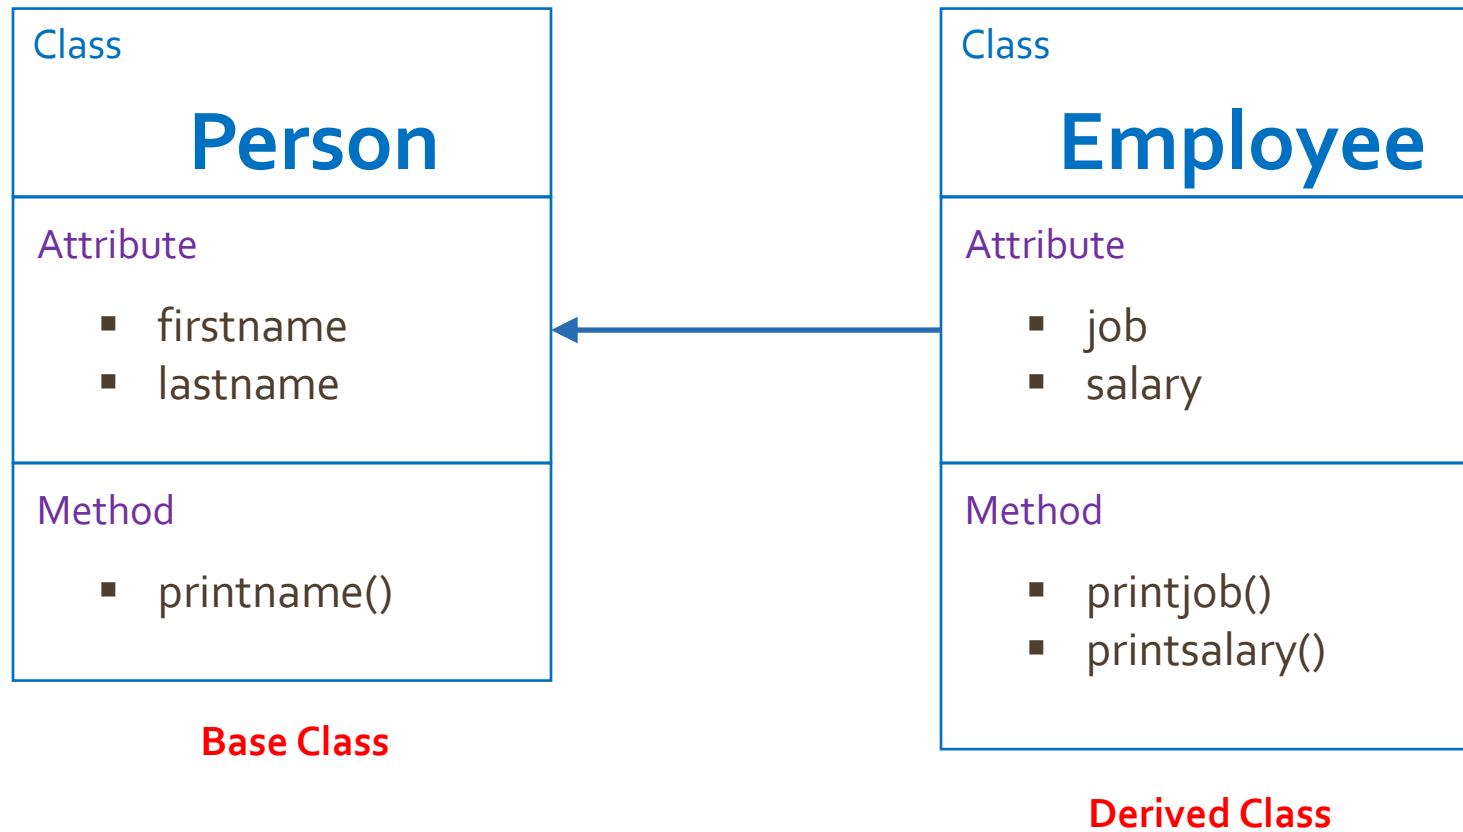 Class
Person
Attribute
▪ firstname
▪ lastname
Method
▪ printname()
Base Class
Class
Employee
Attribute
▪ job
▪ salary
Method
▪ printjob()
▪ printsalary()
Derived Class